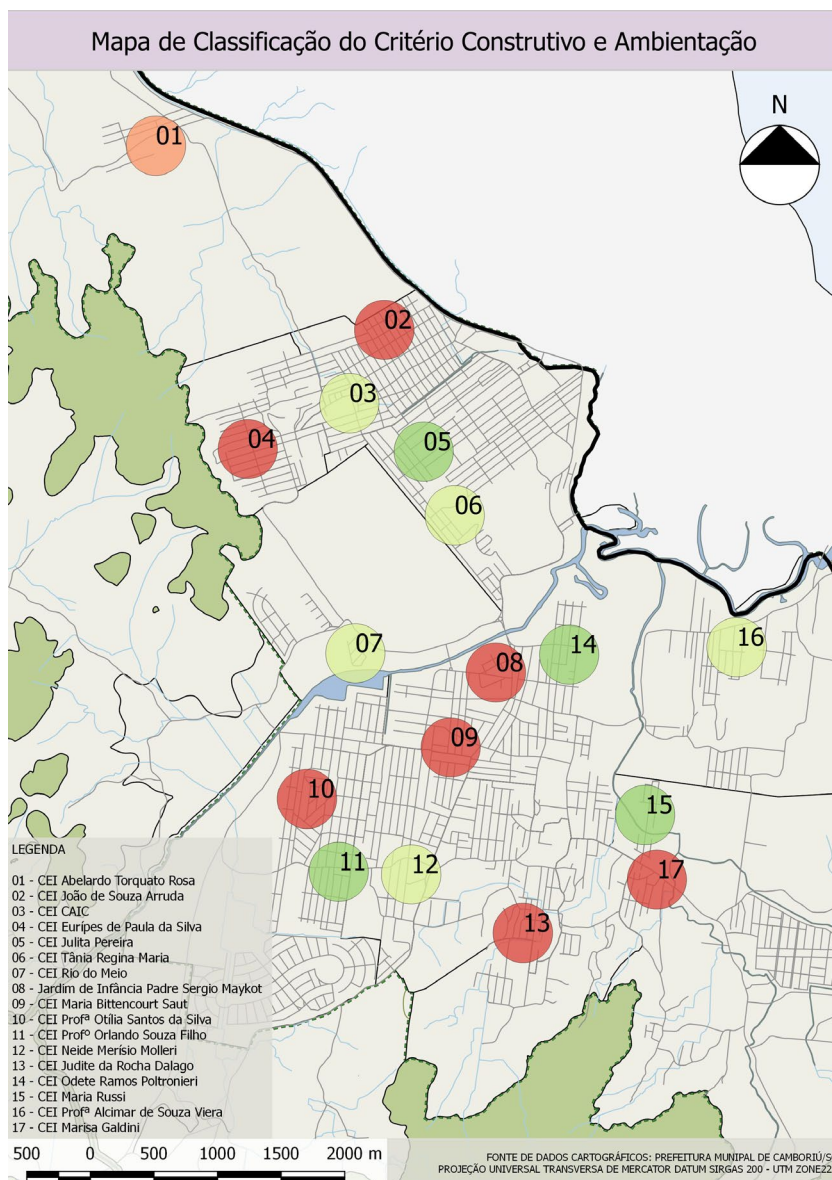 Mapa de Classificação do Critério Construtivo e Ambientação
N
01
02
03
04
05
06
07
08
14
16
09
10
15
11
12
17
13
LEGENDA
01 - CEI Abelardo Torquato Rosa
02 - CEI João de Souza Arruda
03 - CEI CAIC
04 - CEI Eurípes de Paula da Silva
05 - CEI Julita Pereira
06 - CEI Tânia Regina Maria
07 - CEI Rio do Meio
08 - Jardim de Infância Padre Sergio Maykot
09 - CEI Maria Bittencourt Saut
10 - CEI Profª Otília Santos da Silva
11 - CEI Profº Orlando Souza Filho
12 - CEI Neide Merísio Molleri
13 - CEI Judite da Rocha Dalago
14 - CEI Odete Ramos Poltronieri
15 - CEI Maria Russi
16 - CEI Profª Alcimar de Souza Viera
17 - CEI Marisa Galdini
500 0 500 1000 1500 2000 m
FONTE DE DADOS CARTOGRÁFICOS: PREFEITURA MUNIPAL DE CAMBORIÚ/S
PROJEÇÃO UNIVERSAL TRANSVERSA DE MERCATOR DATUM SIRGAS 200 - UTM ZONE22